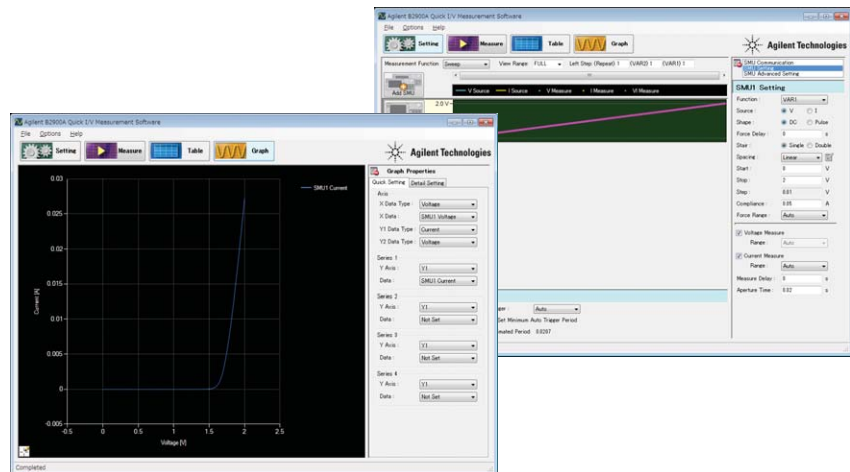 Agilent B2900A Quick I/V Measurement Software
File Options Help
Setting Measure Table Graph
Agilent Technologies
Measurement Function Sweep View Range FULL Left Step (Repeat) 1 (VAR2) 1 (VAR1) 1
Add SMU
V Source I Source V Measure I Measure VI Measure
2.0 V
SMU Communication
SMU Setting
SMU Advanced Setting
SMU1 Setting
Function : VAR1
Source : V I
Shape : DC Pulse
Force Delay : 0 s
Stair : Single Double
Spacing : Linear
Start : 0 V
Stop : 2 V
Step : 0.01 V
Compliance : 0.05 A
Force Range : Auto
Voltage Measure
Range : Auto
Current Measure
Range : Auto
Measure Delay : 0 s
Aperture Time : 0.02 s
Auto
Set Minimum Auto Trigger Period
Period 0.0207
Agilent B2900A Quick I/V Measurement Software
File Options Help
Setting Measure Table Graph
Agilent Technologies
Graph Properties
Quick Setting Detail Setting
Axis
X Data Type : Voltage
X Data : SMU1 Voltage
Y1 Data Type : Current
Y2 Data Type : Voltage
Series 1
Y Axis : Y1
Data : SMU1 Current
Series 2
Y Axis : Y1
Data : Not Set
Series 3
Y Axis : Y1
Data : Not Set
Series 4
Y Axis : Y1
Data : Not Set
SMU1 Current
0.03
0.025
0.02
0.015
0.01
0.005
0
-0.005
Current [A]
-0.5 0 0.5 1 1.5 2 2.5
Voltage [V]
Completed